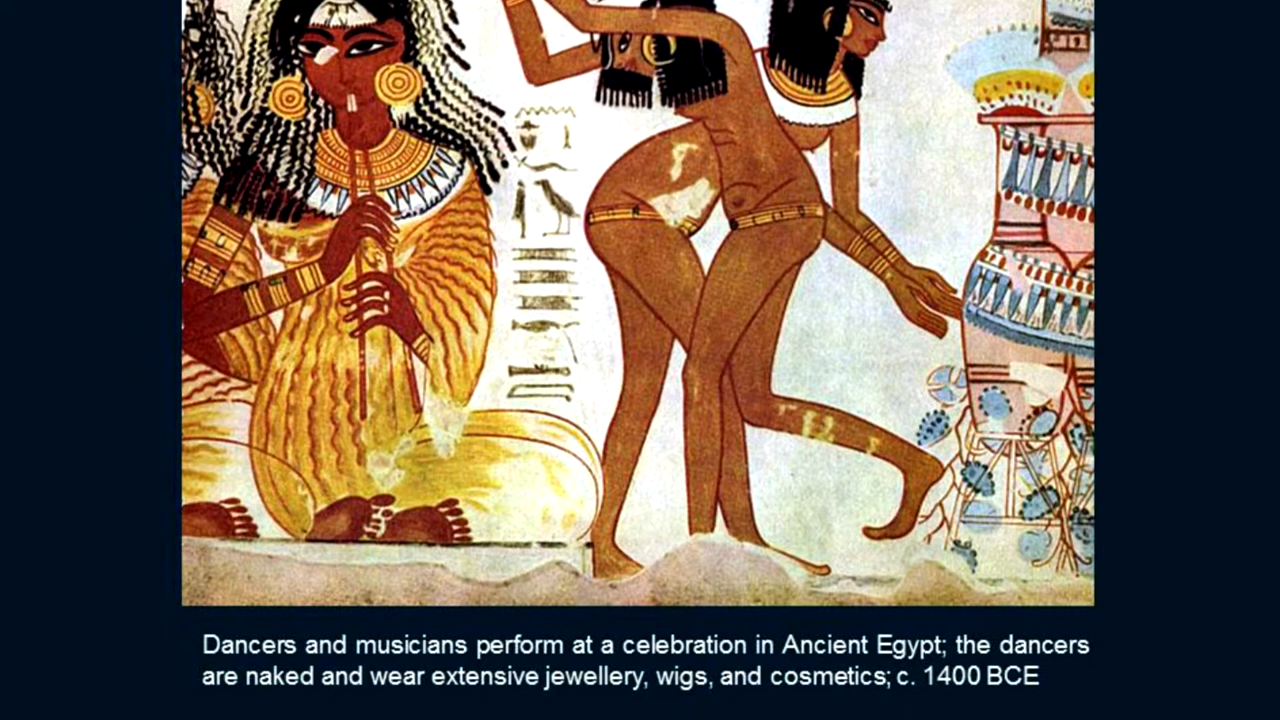 Dancers and musicians perform at a celebration in Ancient Egypt; the dancers
are naked and wear extensive jewellery, wigs, and cosmetics; c. 1400 BCE